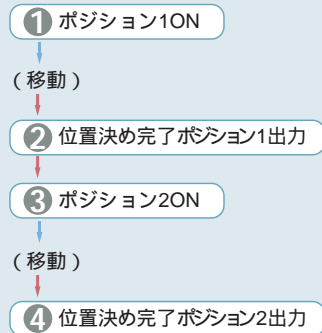 ❶ ポジション1ON
(移動)
❷ 位置決め完了ポジション1出力
❸ ポジション2ON
(移動)
❹ 位置決め完了ポジション2出力